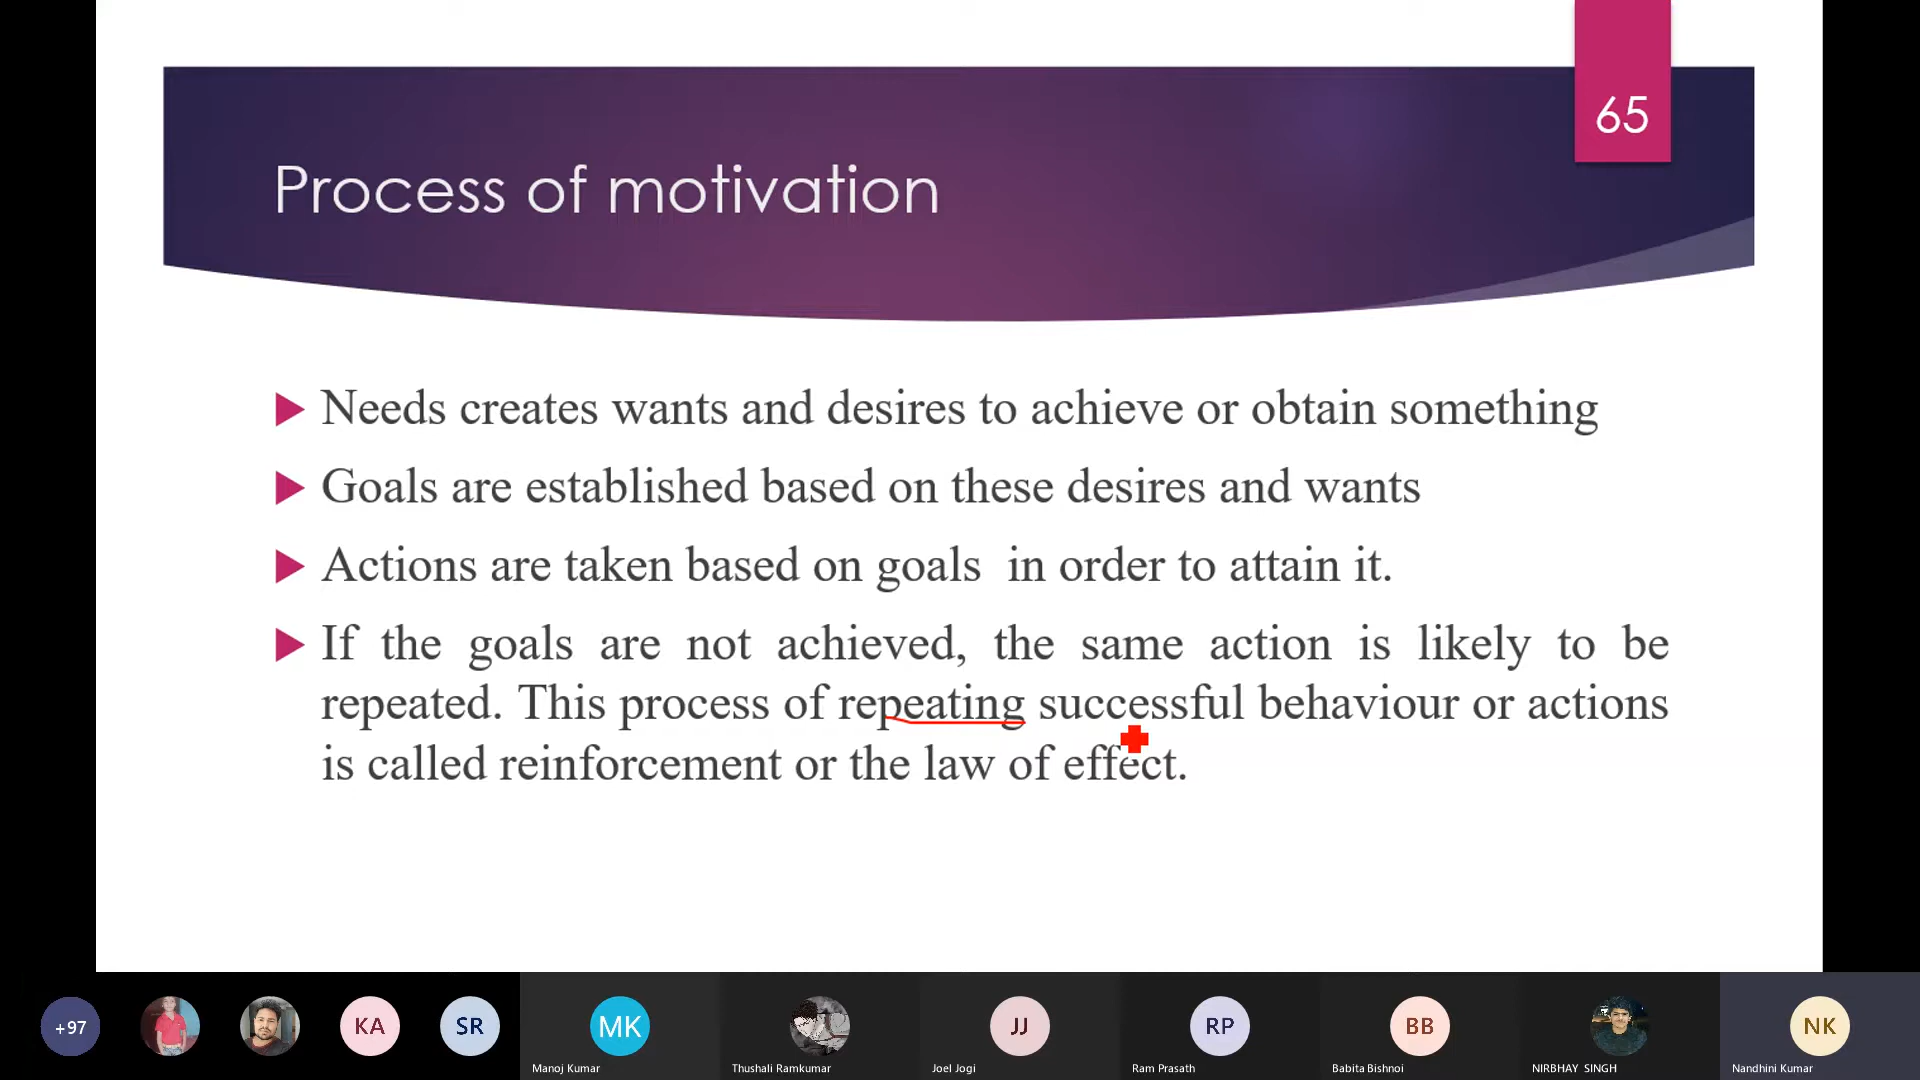 65
Process of motivation
Needs creates wants and desires to achieve or obtain something
Goals are established based on these desires and wants
Actions are taken based on goals in order to attain it.
If the goals are not achieved, the same action is likely to be
repeated. This process of repeating successful behaviour or actions
is called reinforcement or the law of effect.
+97
KA
SR
MK
JJ
RP
BB
NK
Manoj Kumar
Thushali Ramkumar
Joel Jogi
Ram Prasath
Babita Bishnoi
NIRBHAY SINGH
Nandhini Kumar